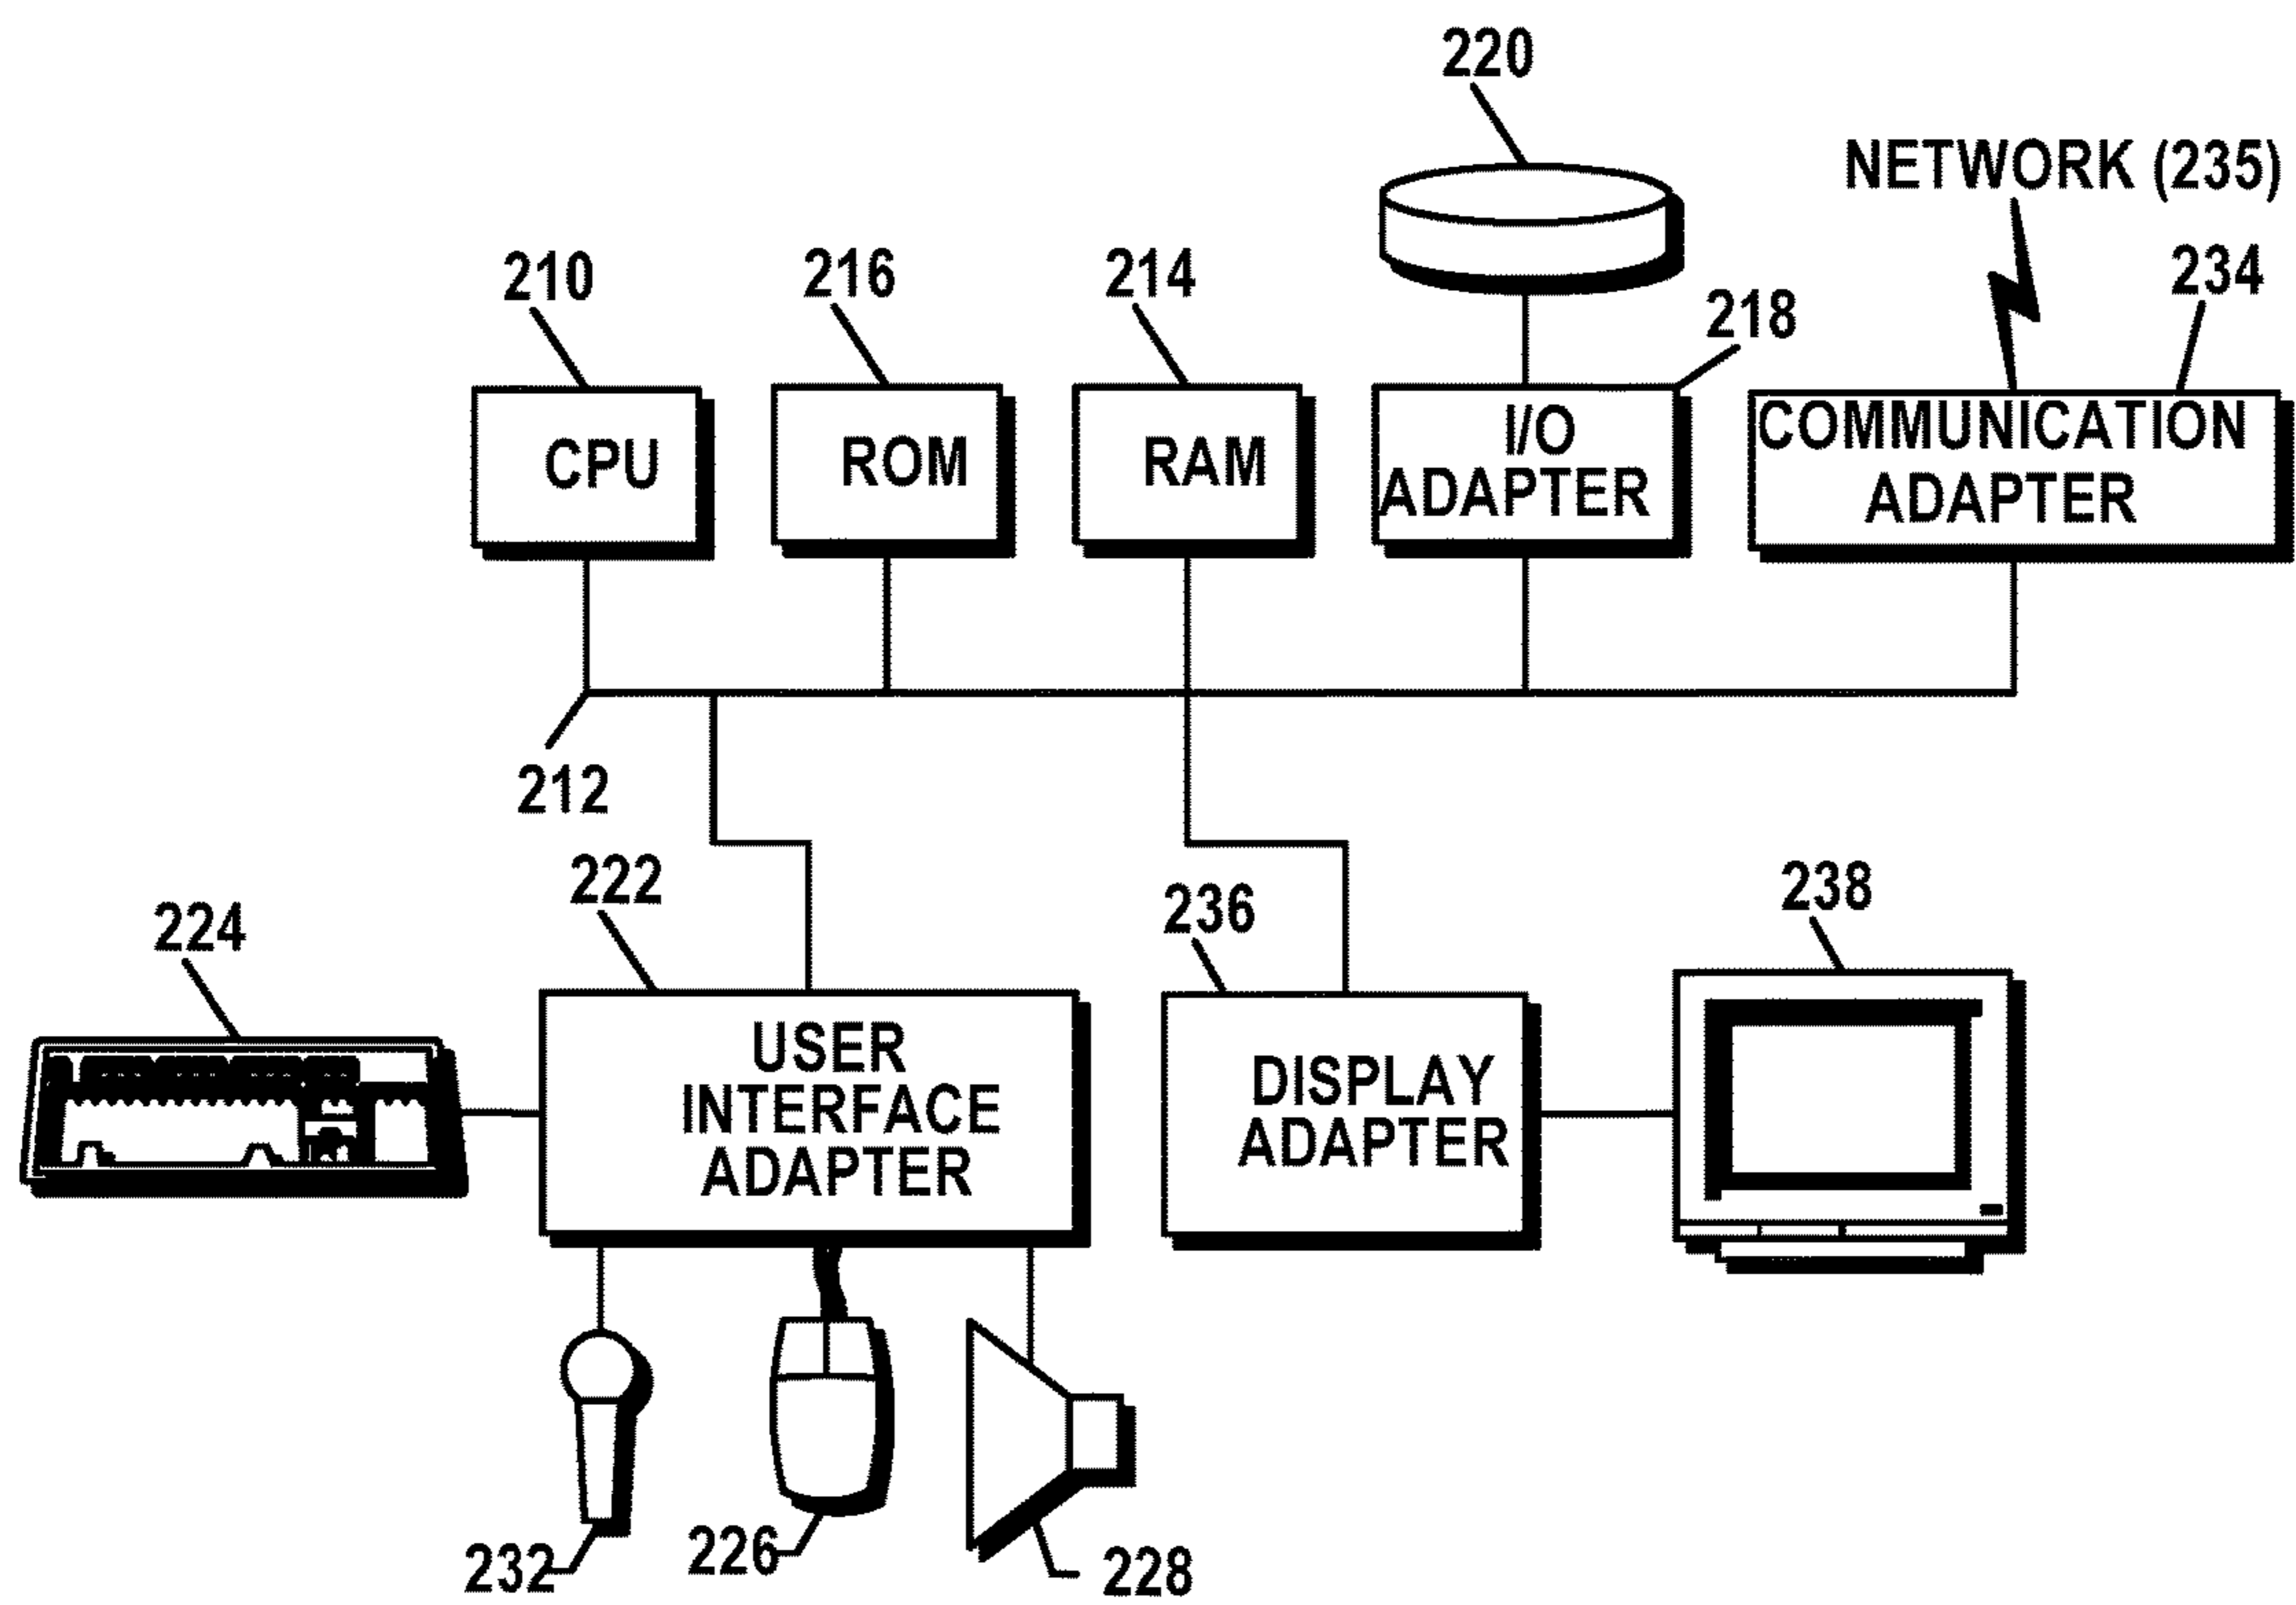 220
NETWORK (235)
210
216
214
218
234
CPU
ROM
RAM
I/O
ADAPTER
COMMUNICATION
ADAPTER
212
222
224
236
238
USER
INTERFACE
ADAPTER
DISPLAY
ADAPTER
232
226
228